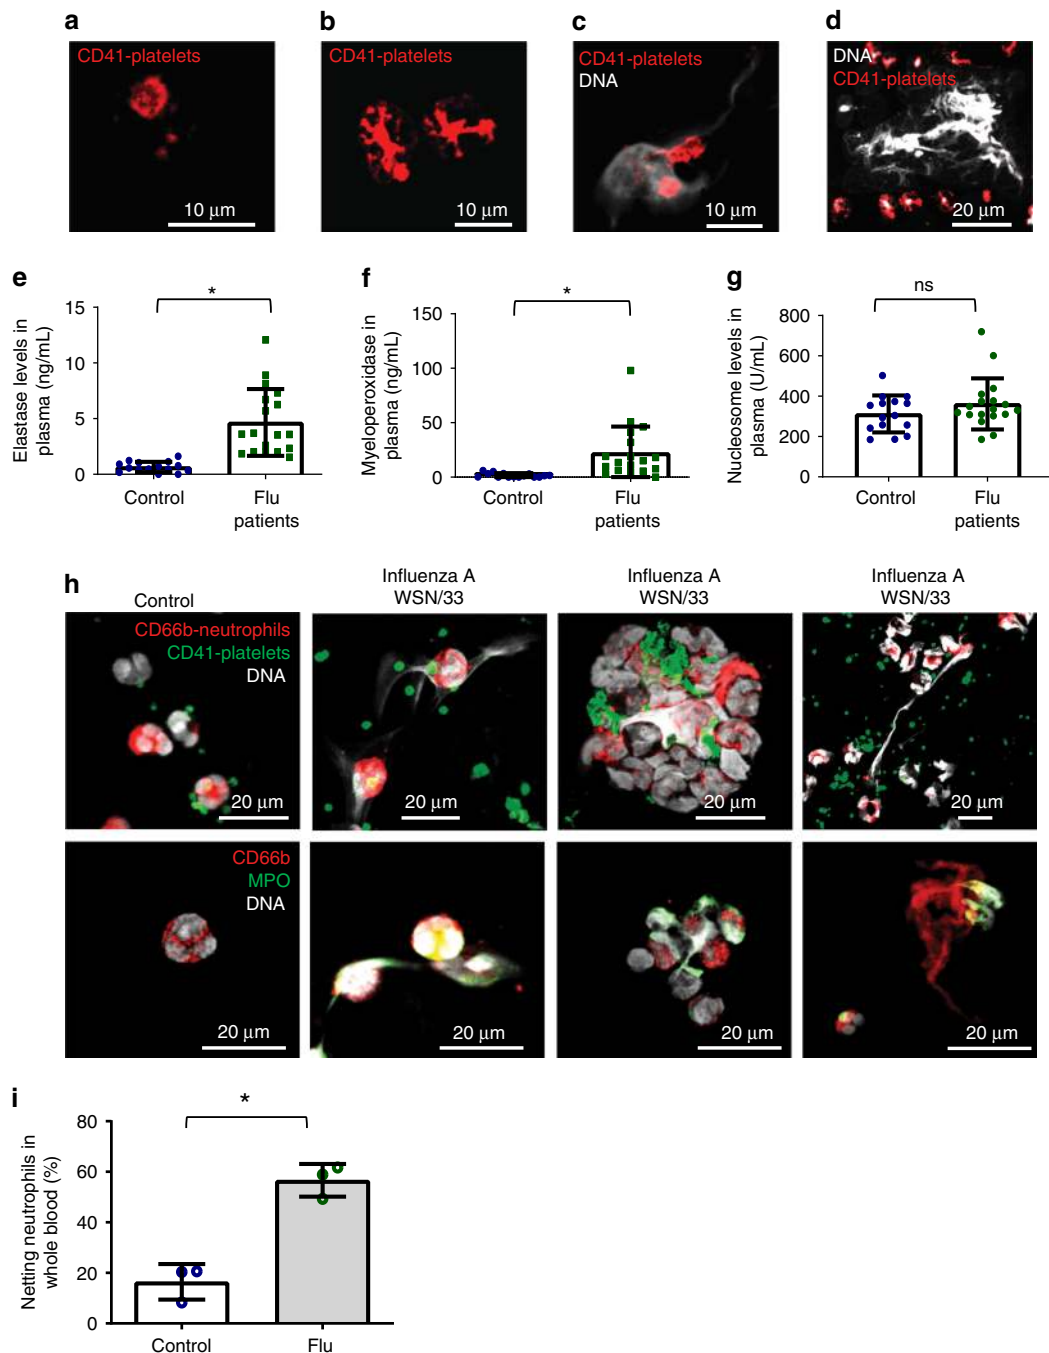 a
CD41-platelets
10 μm
b
CD41-platelets
10 μm
c
CD41-platelets
DNA
10 μm
d
DNA
CD41-platelets
20 μm
e
Elastase levels in
plasma (ng/mL)
15
10
5
0
*
Control
Flu
patients
f
Myeloperoxidase in
plasma (ng/mL)
150
100
50
0
*
Control
Flu
patients
g
Nucleosome levels in
plasma (U/mL)
800
600
400
200
0
ns
Control
Flu
patients
h
Control
Influenza A
WSN/33
Influenza A
WSN/33
Influenza A
WSN/33
CD66b-neutrophils
CD41-platelets
DNA
20 μm
20 μm
20 μm
20 μm
CD66b
MPO
DNA
20 μm
20 μm
20 μm
20 μm
i
Netting neutrophils in
whole blood (%)
80
60
40
20
0
*
Control
Flu